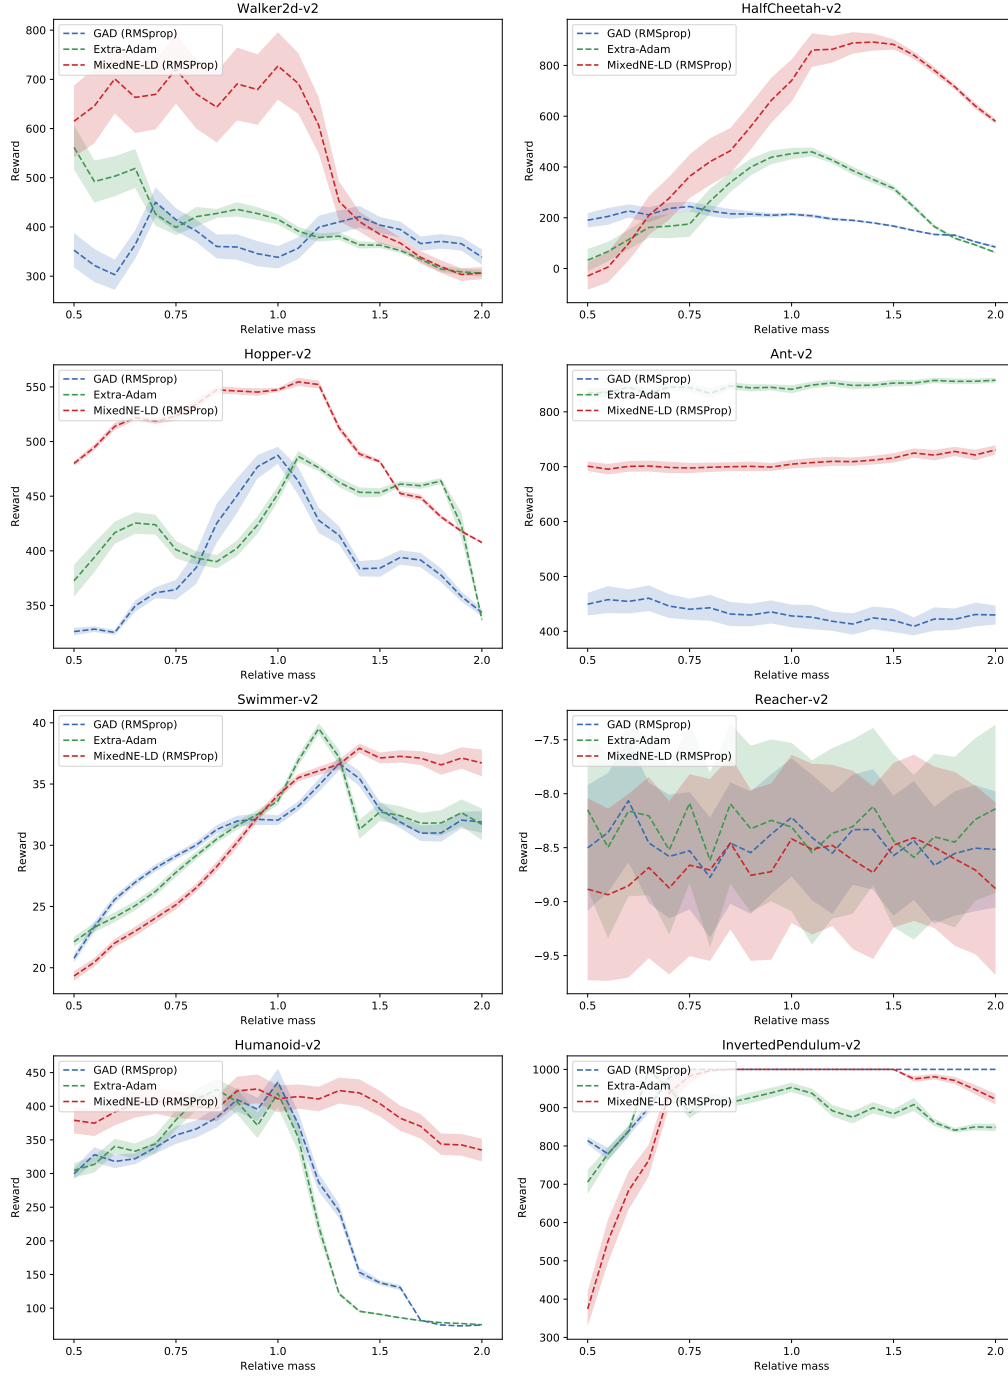 Walker2d-v2
GAD (RMSprop)
Extra-Adam
MixedNE-LD (RMSProp)
800
700
600
500
400
300
Reward
0.5 0.75 1.0 1.5 2.0
Relative mass
HalfCheetah-v2
GAD (RMSprop)
Extra-Adam
MixedNE-LD (RMSProp)
800
600
400
200
0
Reward
0.5 0.75 1.0 1.5 2.0
Relative mass
Hopper-v2
GAD (RMSprop)
Extra-Adam
MixedNE-LD (RMSProp)
550
500
450
400
350
Reward
0.5 0.75 1.0 1.5 2.0
Relative mass
Ant-v2
GAD (RMSprop)
Extra-Adam
MixedNE-LD (RMSProp)
800
700
600
500
400
Reward
0.5 0.75 1.0 1.5 2.0
Relative mass
Swimmer-v2
GAD (RMSprop)
Extra-Adam
MixedNE-LD (RMSProp)
40
35
30
25
20
Reward
0.5 0.75 1.0 1.5 2.0
Relative mass
Reacher-v2
GAD (RMSprop)
Extra-Adam
MixedNE-LD (RMSProp)
−7.5
−8.0
−8.5
−9.0
−9.5
Reward
0.5 0.75 1.0 1.5 2.0
Relative mass
Humanoid-v2
GAD (RMSprop)
Extra-Adam
MixedNE-LD (RMSProp)
450
400
350
300
250
200
150
100
Reward
0.5 0.75 1.0 1.5 2.0
Relative mass
InvertedPendulum-v2
GAD (RMSprop)
Extra-Adam
MixedNE-LD (RMSProp)
1000
900
800
700
600
500
400
300
Reward
0.5 0.75 1.0 1.5 2.0
Relative mass